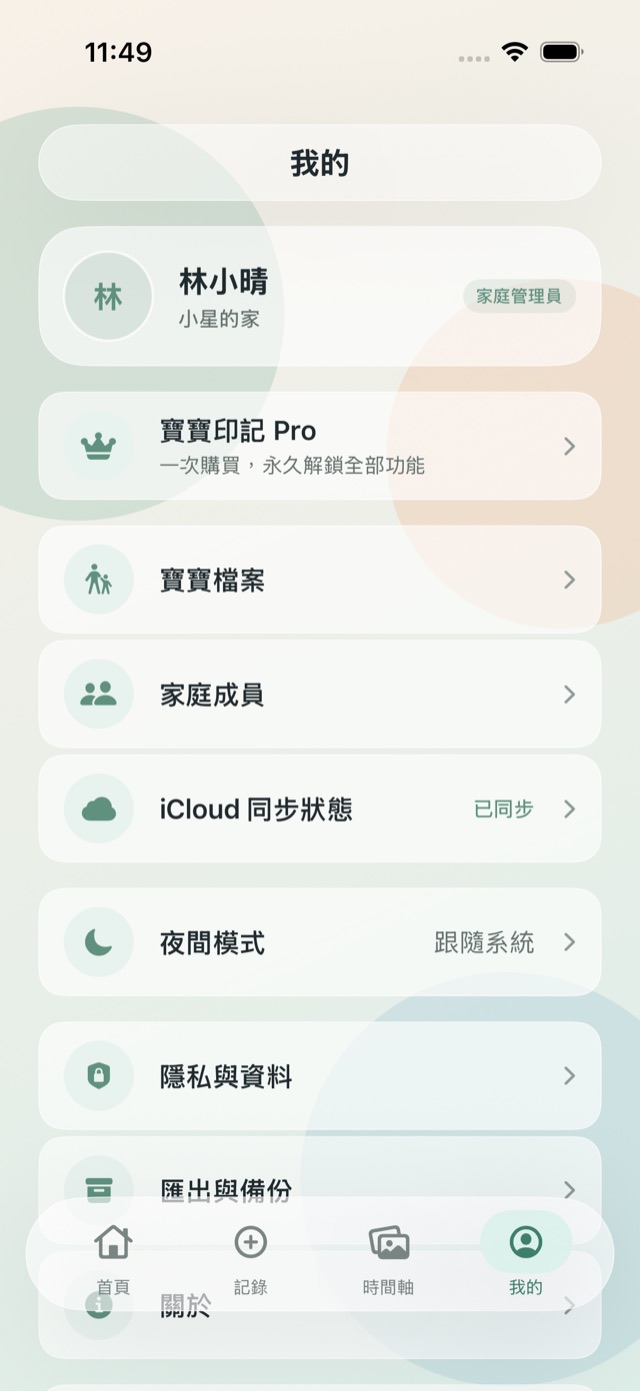 11:49
我的
林
林小晴
小星的家
家庭管理員
寶寶印記 Pro
一次購買，永久解鎖全部功能
寶寶檔案
家庭成員
iCloud 同步狀態
已同步
夜間模式
跟隨系統
隱私與資料
匯出與備份
關於
首頁
記錄
時間軸
我的